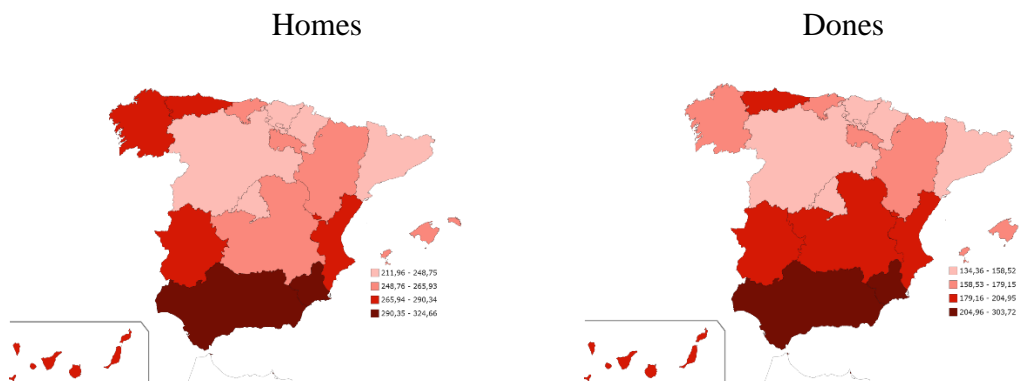 Homes
Dones
211,96 - 248,75
248,76 - 265,93
265,94 - 290,34
290,35 - 324,66
134,36 - 158,52
158,53 - 179,15
179,16 - 204,95
204,96 - 303,72